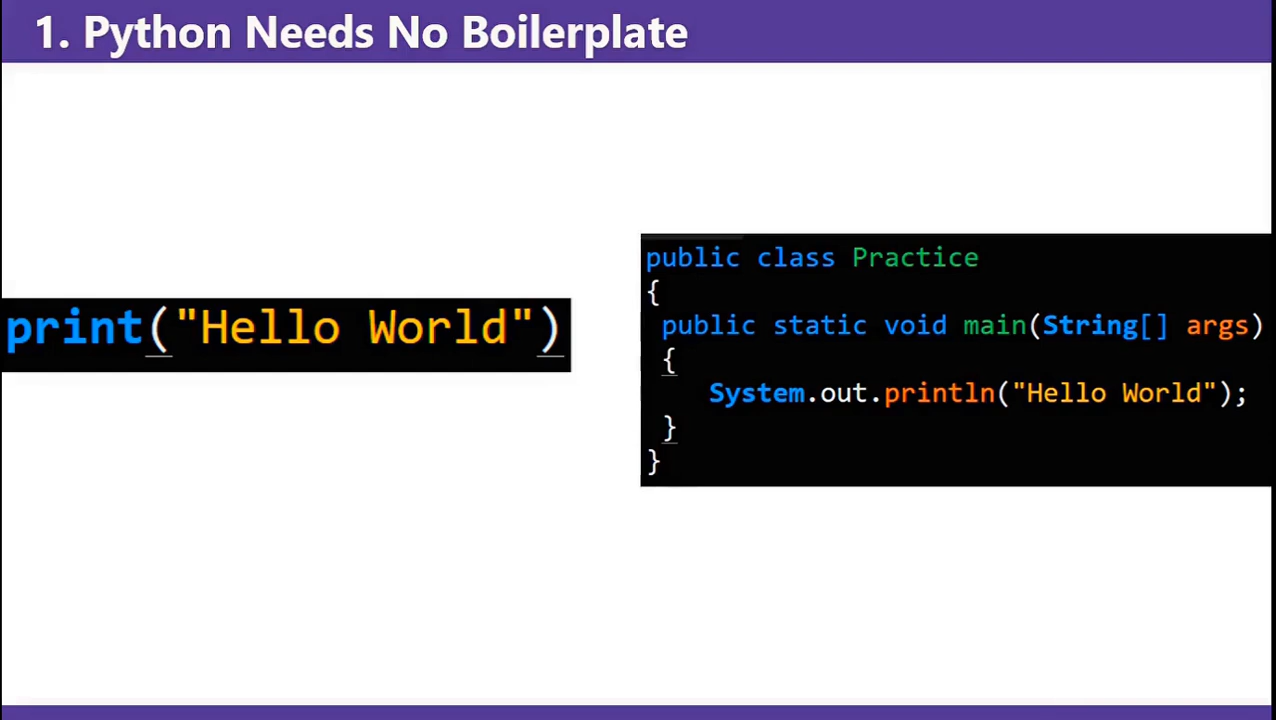 1. Python Needs No Boilerplate
print("Hello World")
public class Practice
{
public static void main(String[] args)
{
System.out.println("Hello World");
}
}